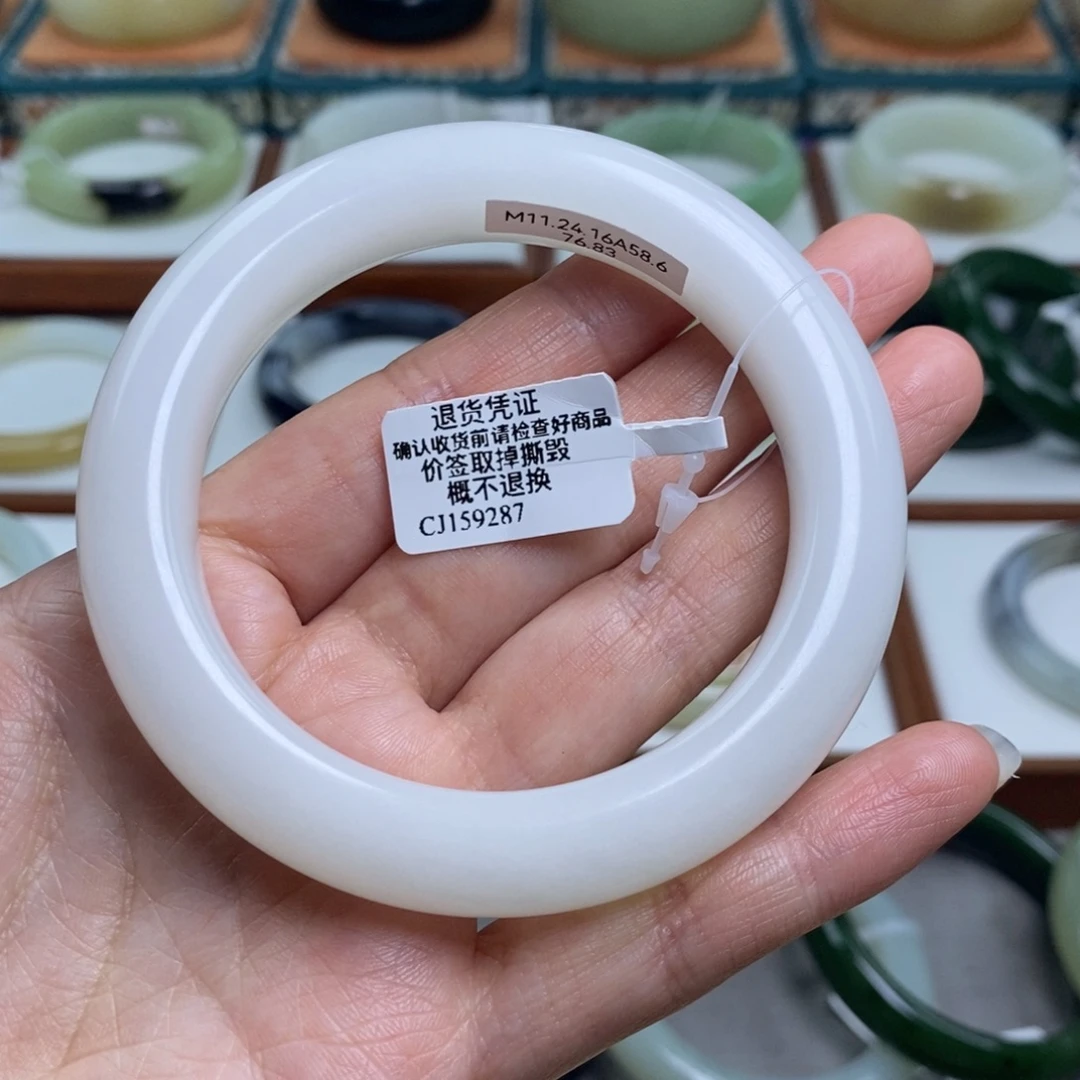 M11.24.16A58.6
76.83
退货凭证
确认收货前请检查好商品
价签取掉撕毁
概不退换
CJ159287